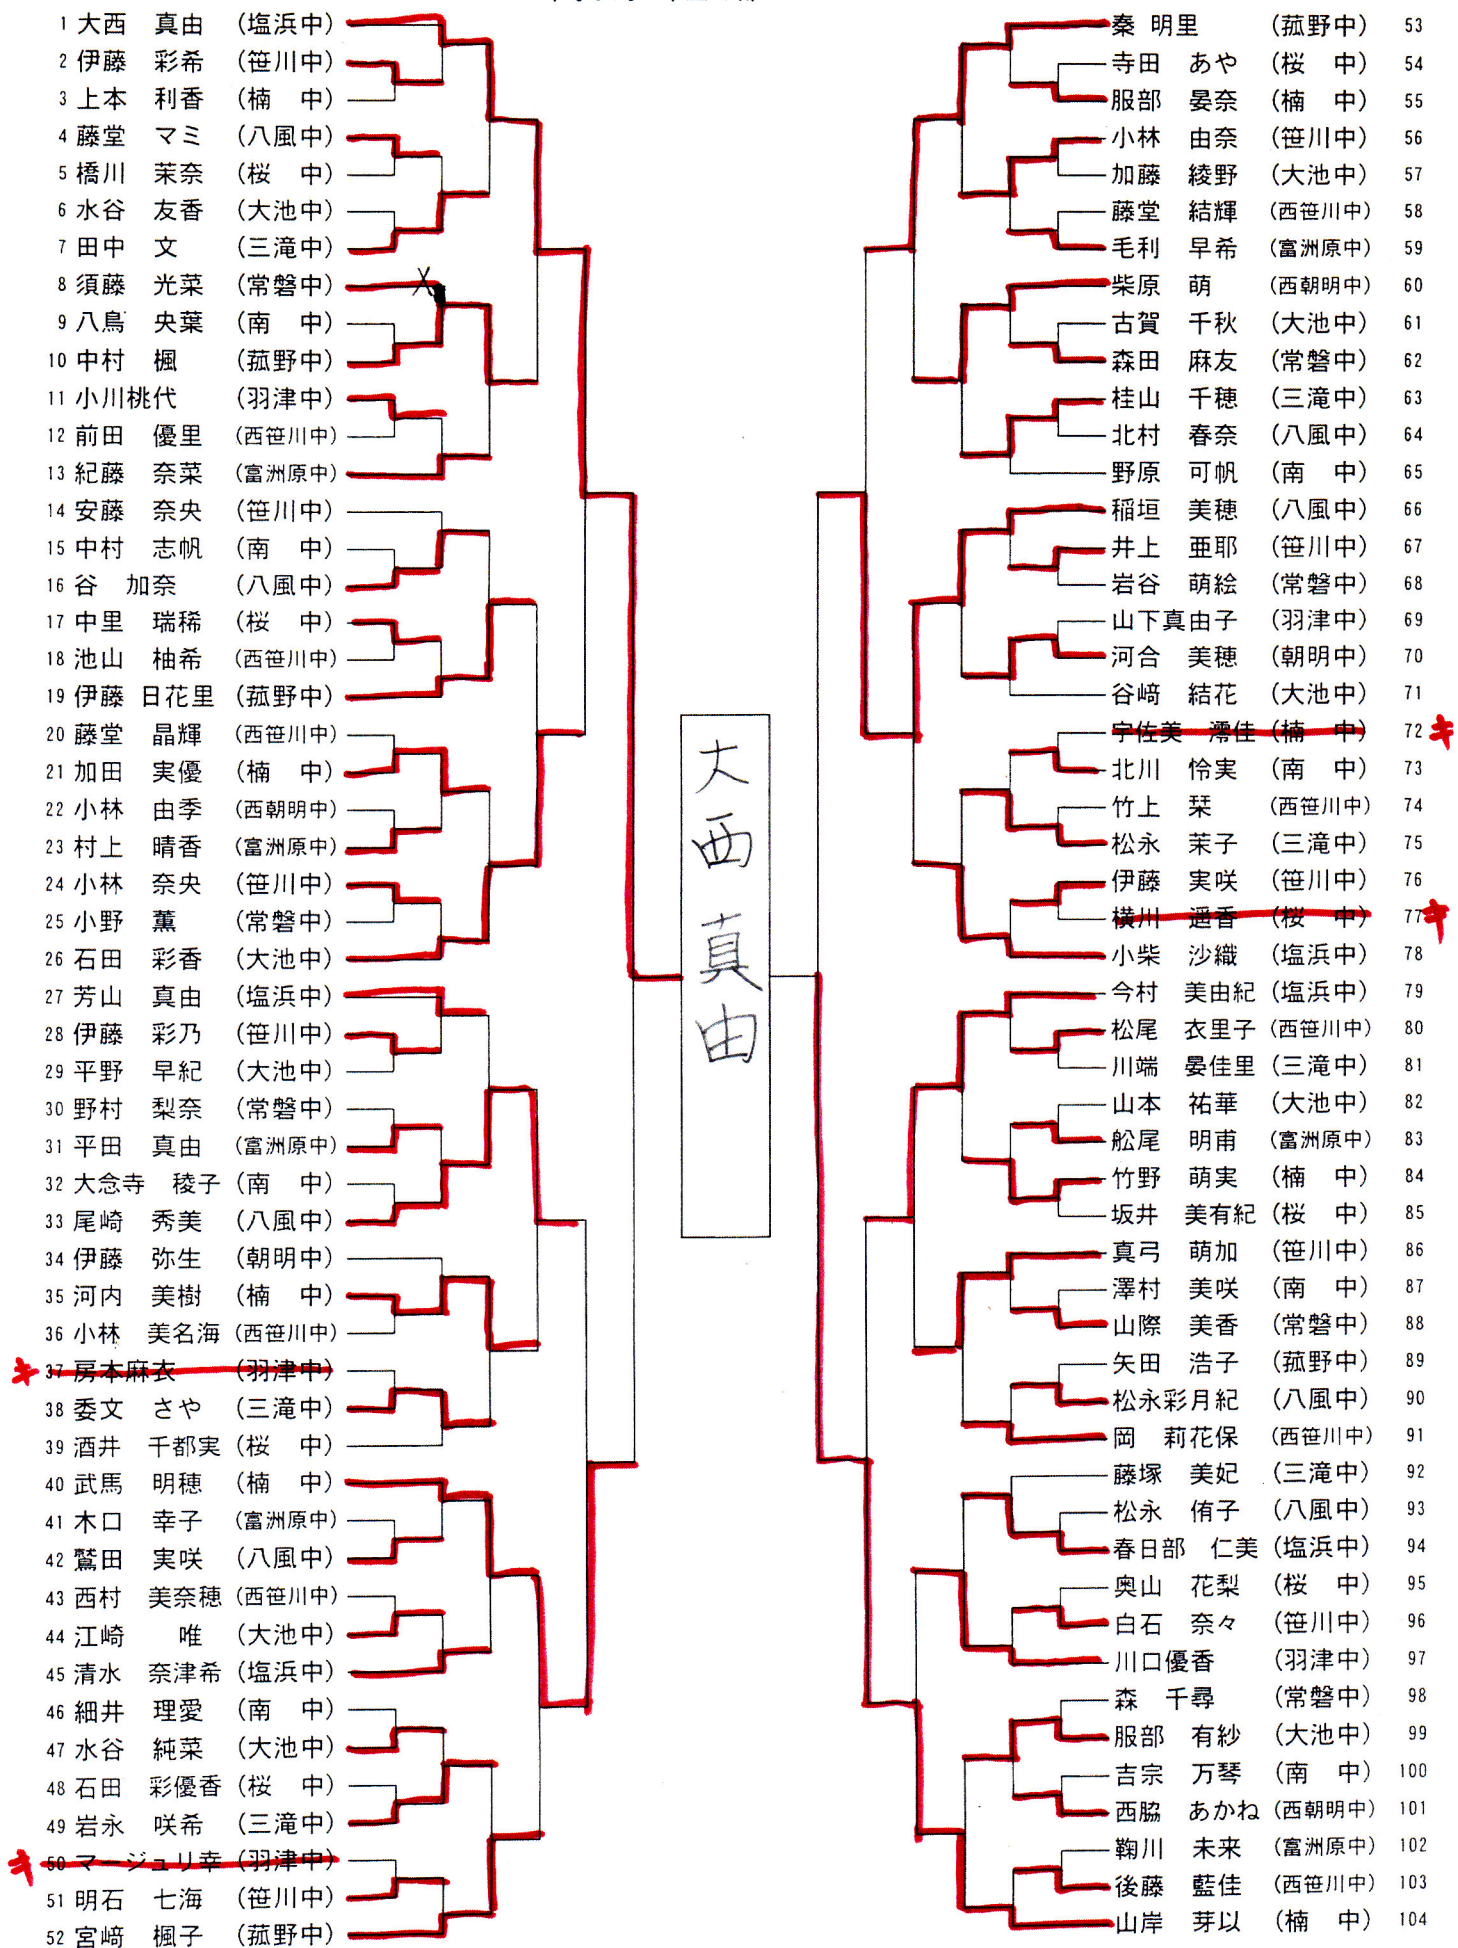 1 大西 真由 (塩浜中)
2 伊藤 彩希 (笹川中)
3 上本 利香 (楠 中)
4 藤堂 マミ (八風中)
5 橋川 茉奈 (桜 中)
6 水谷 友香 (大池中)
7 田中 文 (三滝中)
8 須藤 光菜 (常磐中)
9 八鳥 央葉 (南 中)
10 中村 楓 (菰野中)
11 小川桃代 (羽津中)
12 前田 優里 (西笹川中)
13 紀藤 奈菜 (富洲原中)
14 安藤 奈央 (笹川中)
15 中村 志帆 (南 中)
16 谷 加奈 (八風中)
17 中里 瑞稀 (桜 中)
18 池山 柚希 (西笹川中)
19 伊藤 日花里 (菰野中)
20 藤堂 晶輝 (西笹川中)
21 加田 実優 (楠 中)
22 小林 由季 (西朝明中)
23 村上 晴香 (富洲原中)
24 小林 奈央 (笹川中)
25 小野 薫 (常磐中)
26 石田 彩香 (大池中)
27 芳山 真由 (塩浜中)
28 伊藤 彩乃 (笹川中)
29 平野 早紀 (大池中)
30 野村 梨奈 (常磐中)
31 平田 真由 (富洲原中)
32 大念寺 稜子 (南 中)
33 尾崎 秀美 (八風中)
34 伊藤 弥生 (朝明中)
35 河内 美樹 (楠 中)
36 小林 美名海 (西笹川中)
キ 37 房本麻衣 (羽津中)
38 委文 さや (三滝中)
39 酒井 千都実 (桜 中)
40 武馬 明穂 (楠 中)
41 木口 幸子 (富洲原中)
42 鷲田 実咲 (八風中)
43 西村 美奈穂 (西笹川中)
44 江崎 唯 (大池中)
45 清水 奈津希 (塩浜中)
46 細井 理愛 (南 中)
47 水谷 純菜 (大池中)
48 石田 彩優香 (桜 中)
49 岩永 咲希 (三滝中)
キ 50 マージュリ幸 (羽津中)
51 明石 七海 (笹川中)
52 宮﨑 楓子 (菰野中)
大西真由
秦 明里 (菰野中) 53
寺田 あや (桜 中) 54
服部 晏奈 (楠 中) 55
小林 由奈 (笹川中) 56
加藤 綾野 (大池中) 57
藤堂 結輝 (西笹川中) 58
毛利 早希 (富洲原中) 59
柴原 萌 (西朝明中) 60
古賀 千秋 (大池中) 61
森田 麻友 (常磐中) 62
桂山 千穂 (三滝中) 63
北村 春奈 (八風中) 64
野原 可帆 (南 中) 65
稲垣 美穂 (八風中) 66
井上 亜耶 (笹川中) 67
岩谷 萌絵 (常磐中) 68
山下真由子 (羽津中) 69
河合 美穂 (朝明中) 70
谷﨑 結花 (大池中) 71
宇佐美 澪佳 (楠 中) 72 キ
北川 怜実 (南 中) 73
竹上 栞 (西笹川中) 74
松永 茉子 (三滝中) 75
伊藤 実咲 (笹川中) 76
横川 遥香 (桜 中) 77 キ
小柴 沙織 (塩浜中) 78
今村 美由紀 (塩浜中) 79
松尾 衣里子 (西笹川中) 80
川端 晏佳里 (三滝中) 81
山本 祐華 (大池中) 82
舩尾 明甫 (富洲原中) 83
竹野 萌実 (楠 中) 84
坂井 美有紀 (桜 中) 85
真弓 萌加 (笹川中) 86
澤村 美咲 (南 中) 87
山際 美香 (常磐中) 88
矢田 浩子 (菰野中) 89
松永彩月紀 (八風中) 90
岡 莉花保 (西笹川中) 91
藤塚 美妃 (三滝中) 92
松永 侑子 (八風中) 93
春日部 仁美 (塩浜中) 94
奥山 花梨 (桜 中) 95
白石 奈々 (笹川中) 96
川口優香 (羽津中) 97
森 千尋 (常磐中) 98
服部 有紗 (大池中) 99
吉宗 万琴 (南 中) 100
西脇 あかね (西朝明中) 101
鞠川 未来 (富洲原中) 102
後藤 藍佳 (西笹川中) 103
山岸 芽以 (楠 中) 104